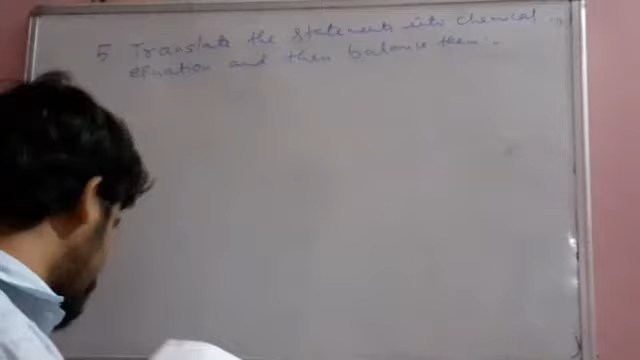 5 Translate the statements into chemical
equation and then balance them.